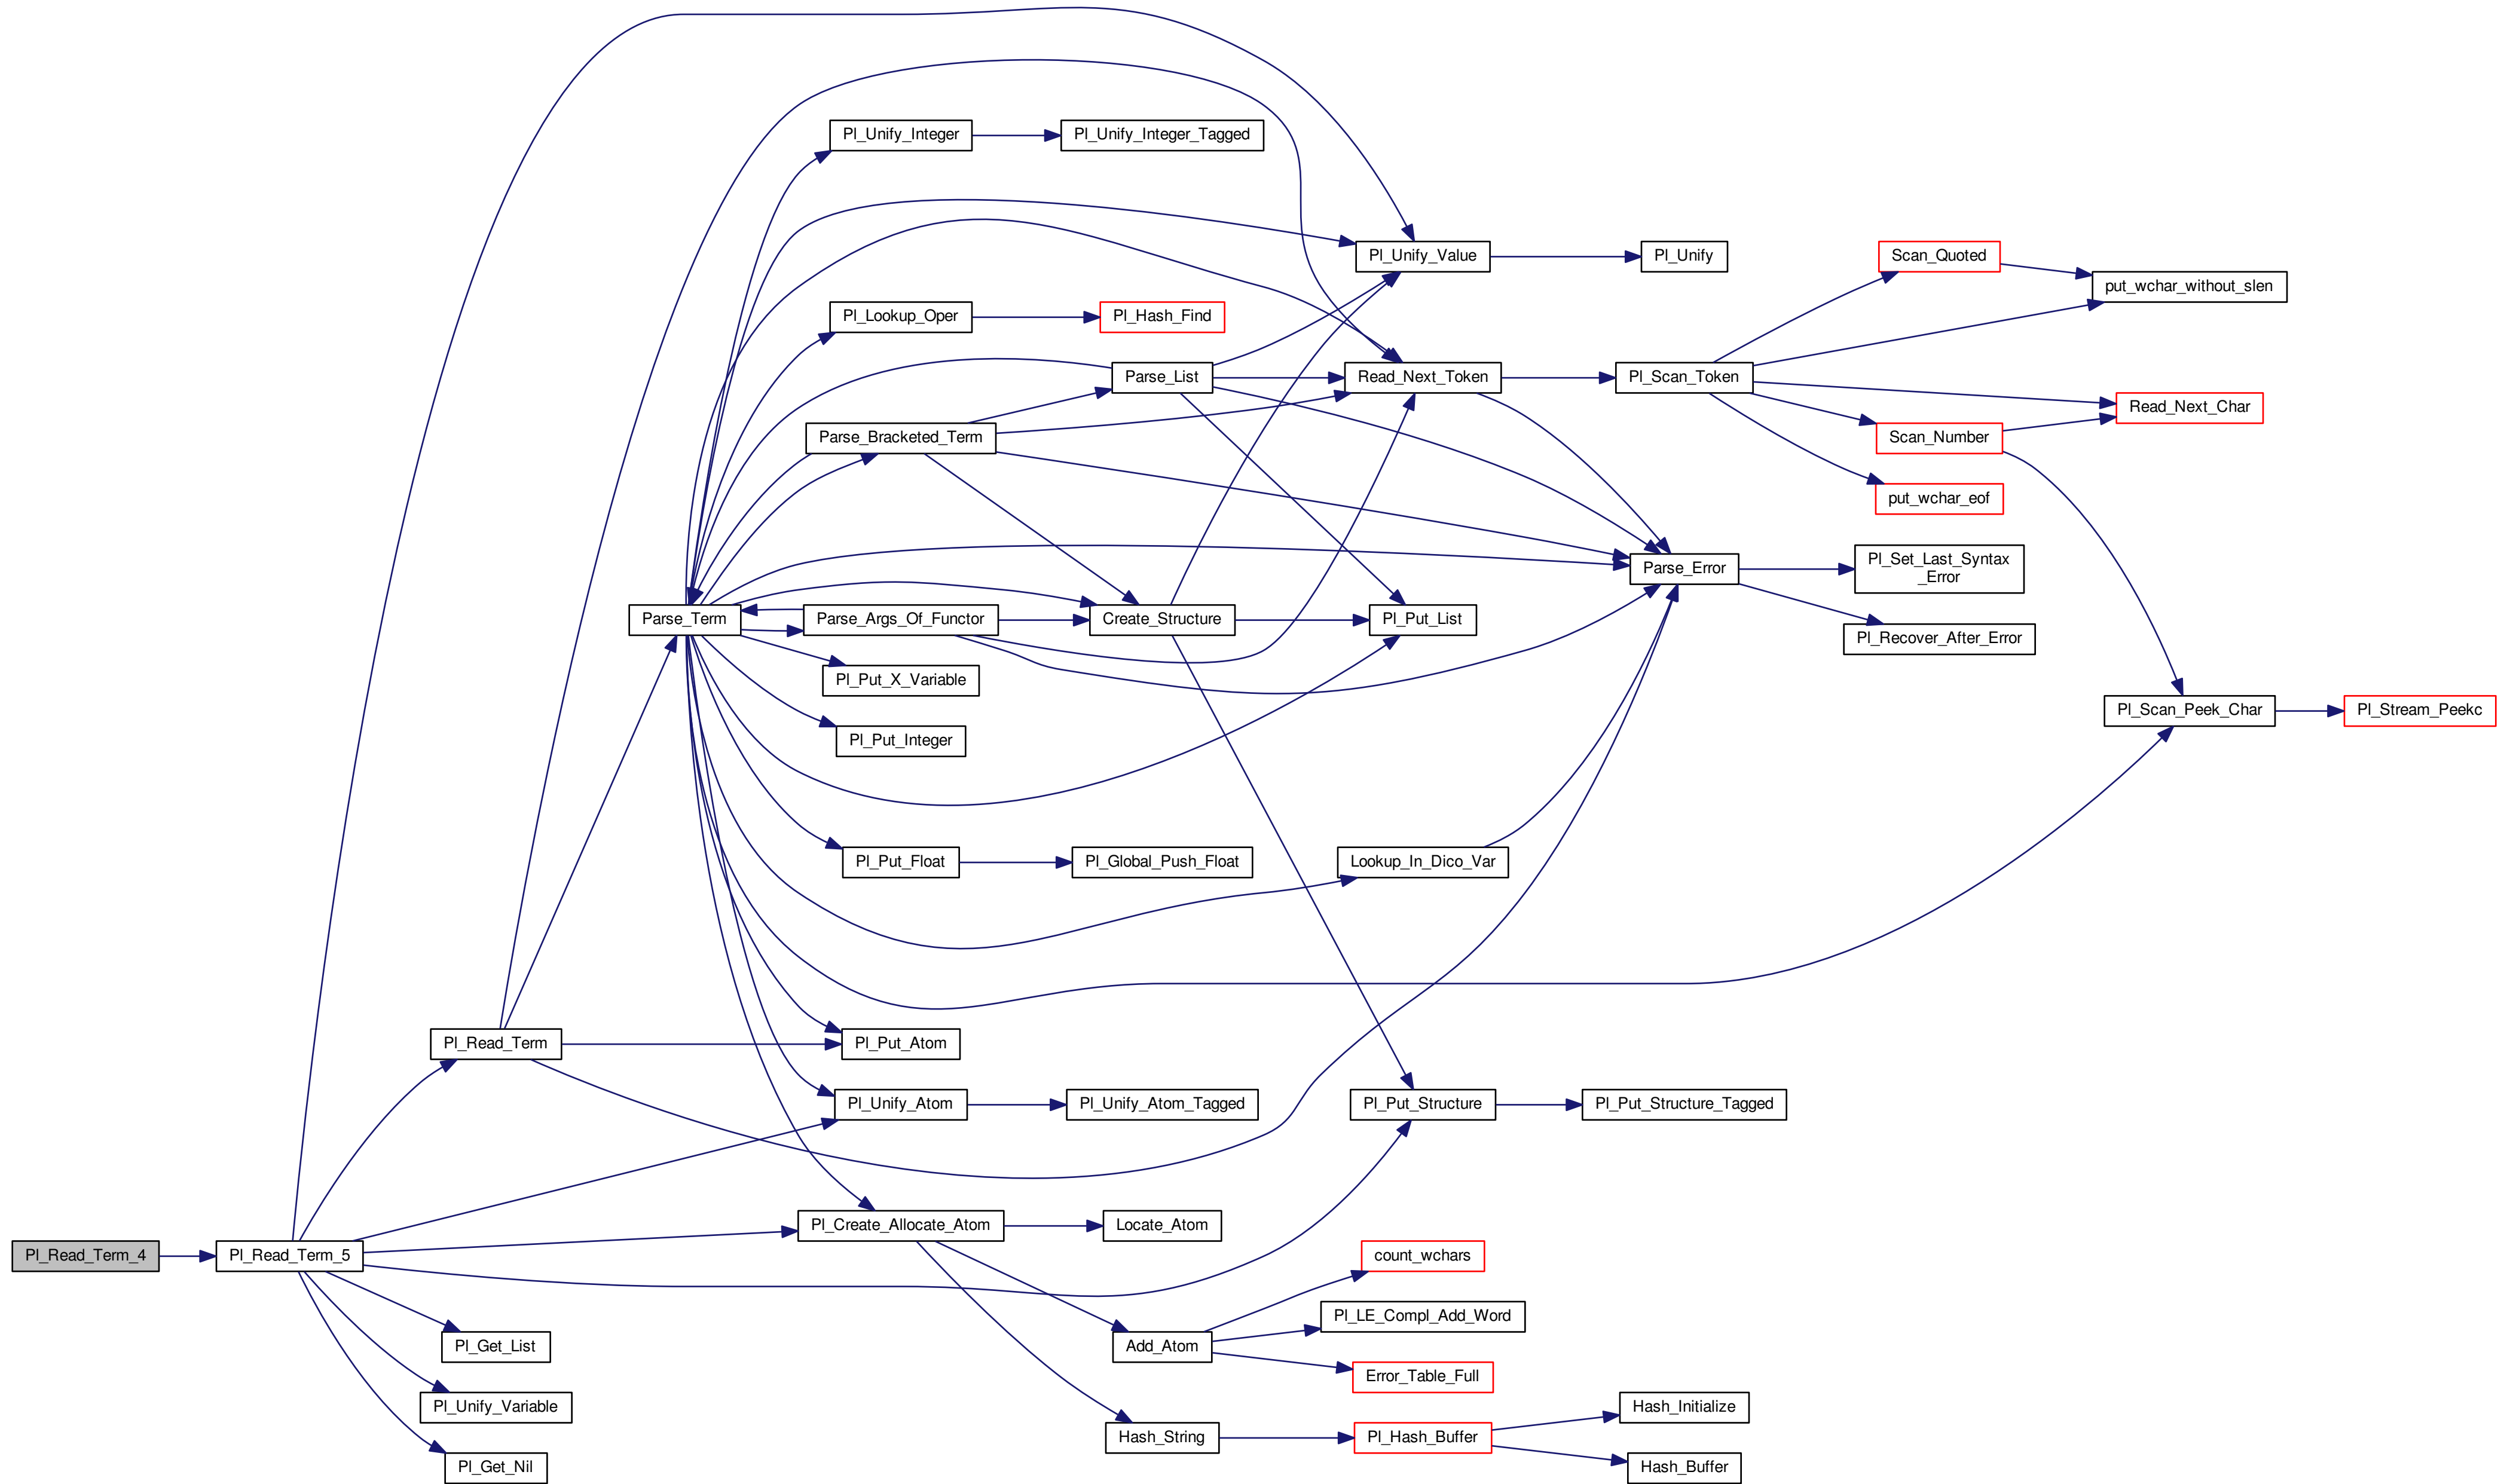 Pl_Unify_Integer
Pl_Unify_Integer_Tagged
Pl_Unify_Value
Pl_Unify
Scan_Quoted
put_wchar_without_slen
Pl_Lookup_Oper
Pl_Hash_Find
Parse_List
Read_Next_Token
Pl_Scan_Token
Read_Next_Char
Parse_Bracketed_Term
Scan_Number
put_wchar_eof
Parse_Error
Pl_Set_Last_Syntax
_Error
Parse_Term
Parse_Args_Of_Functor
Create_Structure
Pl_Put_List
Pl_Recover_After_Error
Pl_Put_X_Variable
Pl_Scan_Peek_Char
Pl_Stream_Peekc
Pl_Put_Integer
Pl_Put_Float
Pl_Global_Push_Float
Lookup_In_Dico_Var
Pl_Read_Term
Pl_Put_Atom
Pl_Unify_Atom
Pl_Unify_Atom_Tagged
Pl_Put_Structure
Pl_Put_Structure_Tagged
Pl_Create_Allocate_Atom
Locate_Atom
Pl_Read_Term_4
Pl_Read_Term_5
count_wchars
Pl_LE_Compl_Add_Word
Pl_Get_List
Add_Atom
Error_Table_Full
Pl_Unify_Variable
Hash_Initialize
Hash_String
Pl_Hash_Buffer
Pl_Get_Nil
Hash_Buffer